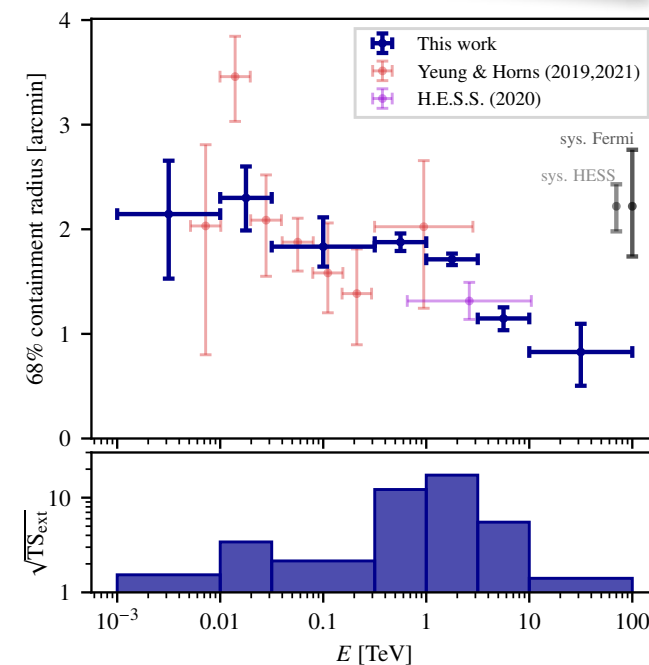 4
3
2
1
0
68% containment radius [arcmin]
This work
Yeung & Horns (2019,2021)
H.E.S.S. (2020)
sys. Fermi
sys. HESS
10
1
√TS_ext
10⁻³
0.01
0.1
1
10
100
E [TeV]